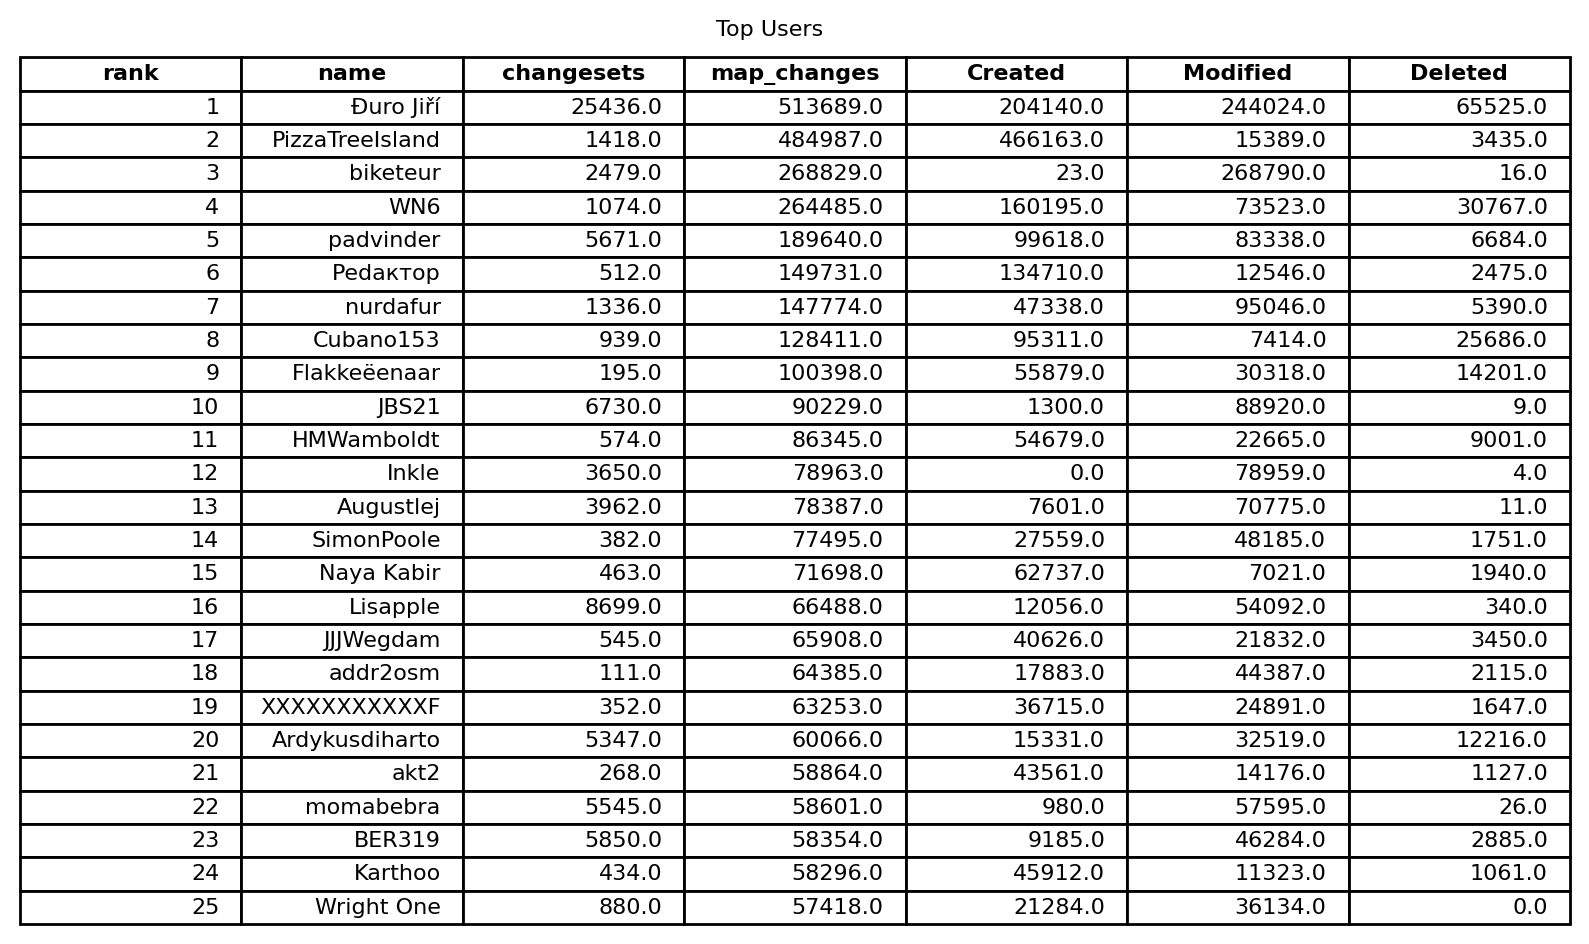 Top Users
rank name changesets map_changes Created Modified Deleted
1 Đuro Jiří 25436.0 513689.0 204140.0 244024.0 65525.0
2 PizzaTreeIsland 1418.0 484987.0 466163.0 15389.0 3435.0
3 biketeur 2479.0 268829.0 23.0 268790.0 16.0
4 WN6 1074.0 264485.0 160195.0 73523.0 30767.0
5 padvinder 5671.0 189640.0 99618.0 83338.0 6684.0
6 Pedактор 512.0 149731.0 134710.0 12546.0 2475.0
7 nurdafur 1336.0 147774.0 47338.0 95046.0 5390.0
8 Cubano153 939.0 128411.0 95311.0 7414.0 25686.0
9 Flakkeëenaar 195.0 100398.0 55879.0 30318.0 14201.0
10 JBS21 6730.0 90229.0 1300.0 88920.0 9.0
11 HMWamboldt 574.0 86345.0 54679.0 22665.0 9001.0
12 Inkle 3650.0 78963.0 0.0 78959.0 4.0
13 Augustlej 3962.0 78387.0 7601.0 70775.0 11.0
14 SimonPoole 382.0 77495.0 27559.0 48185.0 1751.0
15 Naya Kabir 463.0 71698.0 62737.0 7021.0 1940.0
16 Lisapple 8699.0 66488.0 12056.0 54092.0 340.0
17 JJJWegdam 545.0 65908.0 40626.0 21832.0 3450.0
18 addr2osm 111.0 64385.0 17883.0 44387.0 2115.0
19 XXXXXXXXXXXF 352.0 63253.0 36715.0 24891.0 1647.0
20 Ardykusdiharto 5347.0 60066.0 15331.0 32519.0 12216.0
21 akt2 268.0 58864.0 43561.0 14176.0 1127.0
22 momabebra 5545.0 58601.0 980.0 57595.0 26.0
23 BER319 5850.0 58354.0 9185.0 46284.0 2885.0
24 Karthoo 434.0 58296.0 45912.0 11323.0 1061.0
25 Wright One 880.0 57418.0 21284.0 36134.0 0.0